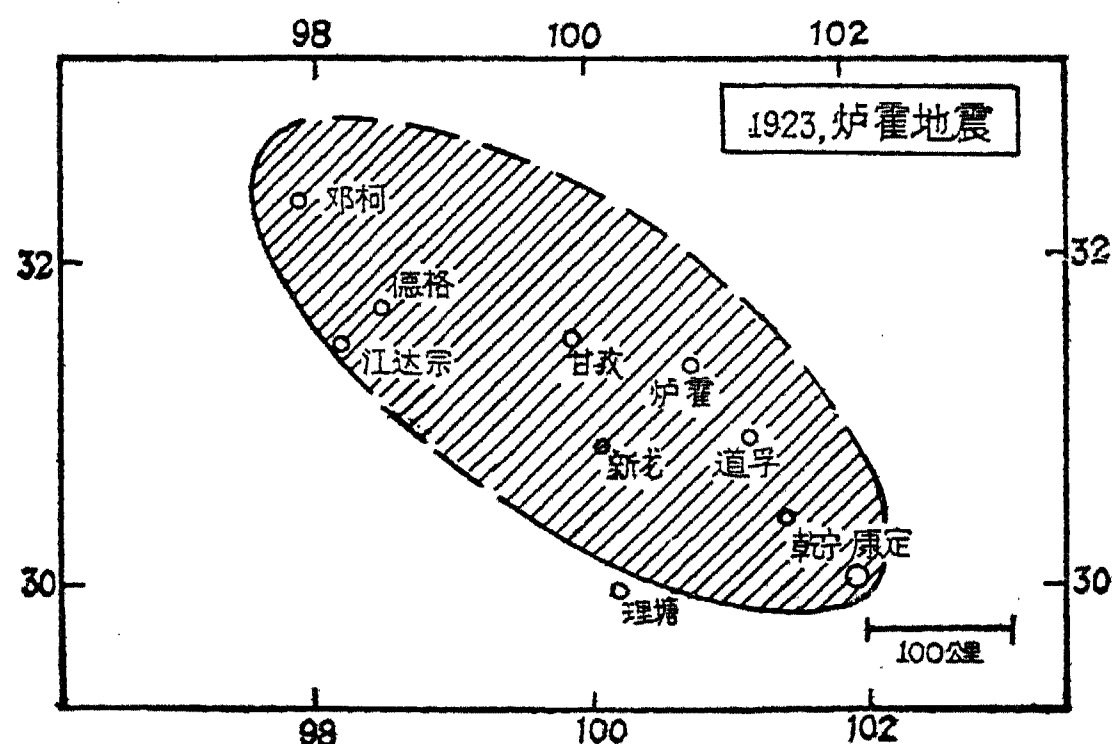 98 100 102
1923,炉霍地震
邓柯
32 32
德格
江达宗 甘孜
炉霍
新龙 道孚
乾宁 康定
30 30
理塘
100公里
98 100 102